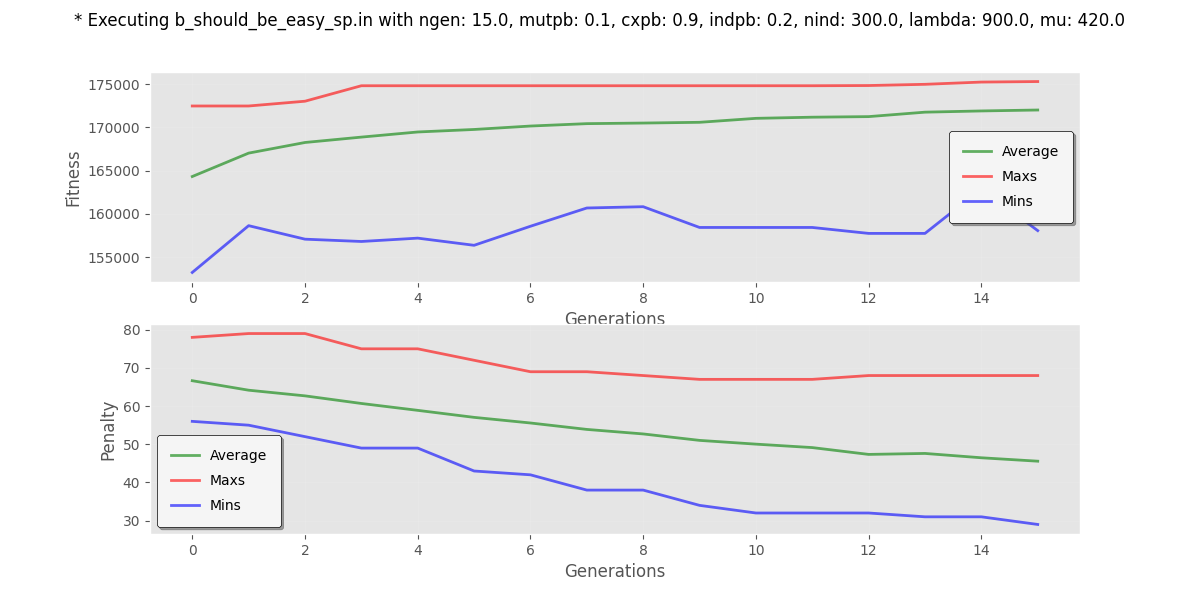 * Executing b_should_be_easy_sp.in with ngen: 15.0, mutpb: 0.1, cxpb: 0.9, indpb: 0.2, nind: 300.0, lambda: 900.0, mu: 420.0
175000
170000
165000
160000
155000
Fitness
Average
Maxs
Mins
0 2 4 6 8 10 12 14
Generations
80
70
60
50
40
30
Penalty
Average
Maxs
Mins
0 2 4 6 8 10 12 14
Generations